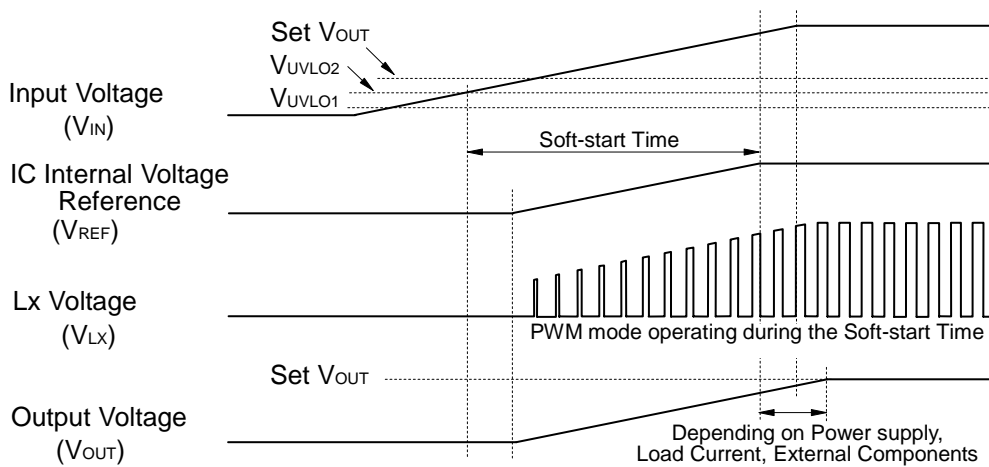 Set VOUT
VUVLO2
VUVLO1
Input Voltage
(VIN)
Soft-start Time
IC Internal Voltage
Reference
(VREF)
Lx Voltage
(VLX)
PWM mode operating during the Soft-start Time
Set VOUT
Output Voltage
(VOUT)
Depending on Power supply,
Load Current, External Components